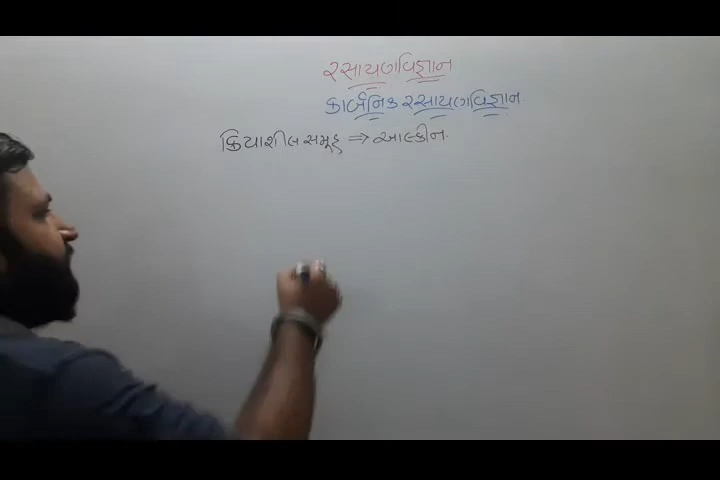 રસાયણવિજ્ઞાન
કાર્બનિક રસાયણવિજ્ઞાન.
ક્રિયાશીલ સમૂહ ⇒ આલ્કીન.